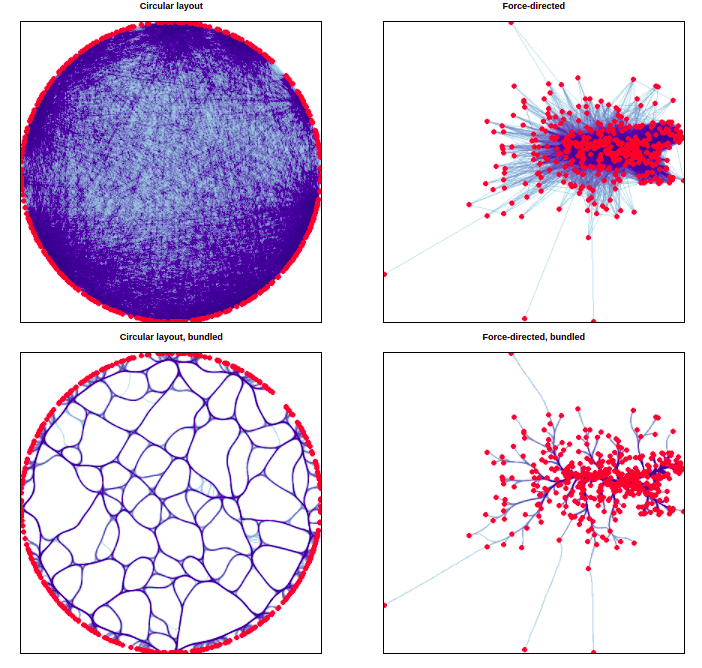 Circular layout
Force-directed
Circular layout, bundled
Force-directed, bundled